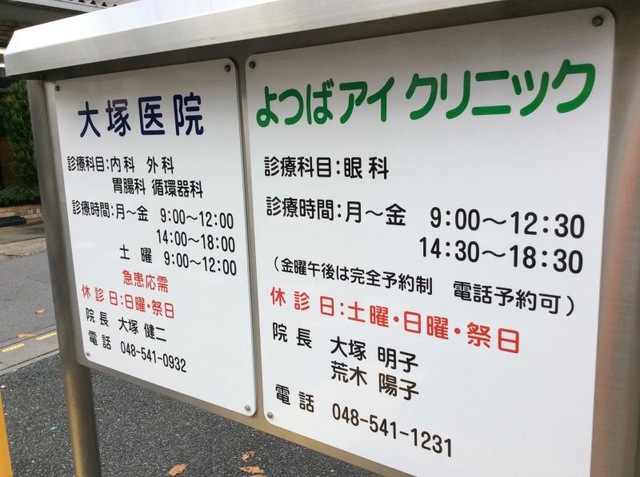 大塚医院
診療科目:内科 外科
胃腸科 循環器科
診療時間:月〜金 9:00〜12:00
14:00〜18:00
土曜 9:00〜12:00
急患応需
休診日:日曜・祭日
院長 大塚 健二
電話 048-541-0932
よつばアイクリニック
診療科目:眼科
診療時間:月〜金 9:00〜12:30
14:30〜18:30
(金曜午後は完全予約制 電話予約可)
休診日:土曜・日曜・祭日
院長 大塚 明子
荒木 陽子
電話 048-541-1231